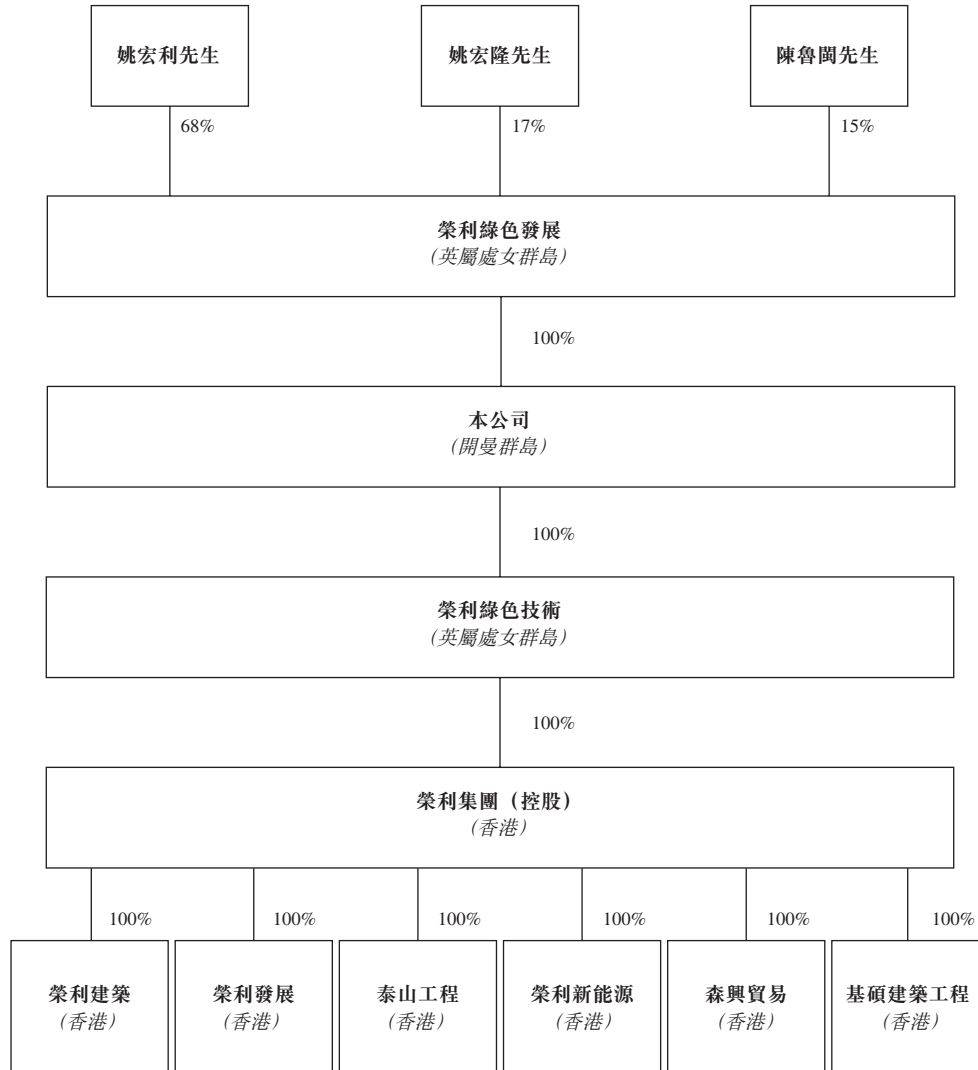 姚宏利先生
姚宏隆先生
陳魯閩先生
68%
17%
15%
榮利綠色發展
(英屬處女群島)
100%
本公司
(開曼群島)
100%
榮利綠色技術
(英屬處女群島)
100%
榮利集團（控股）
(香港)
100%
100%
100%
100%
100%
100%
榮利建築
(香港)
榮利發展
(香港)
泰山工程
(香港)
榮利新能源
(香港)
森興貿易
(香港)
基碩建築工程
(香港)